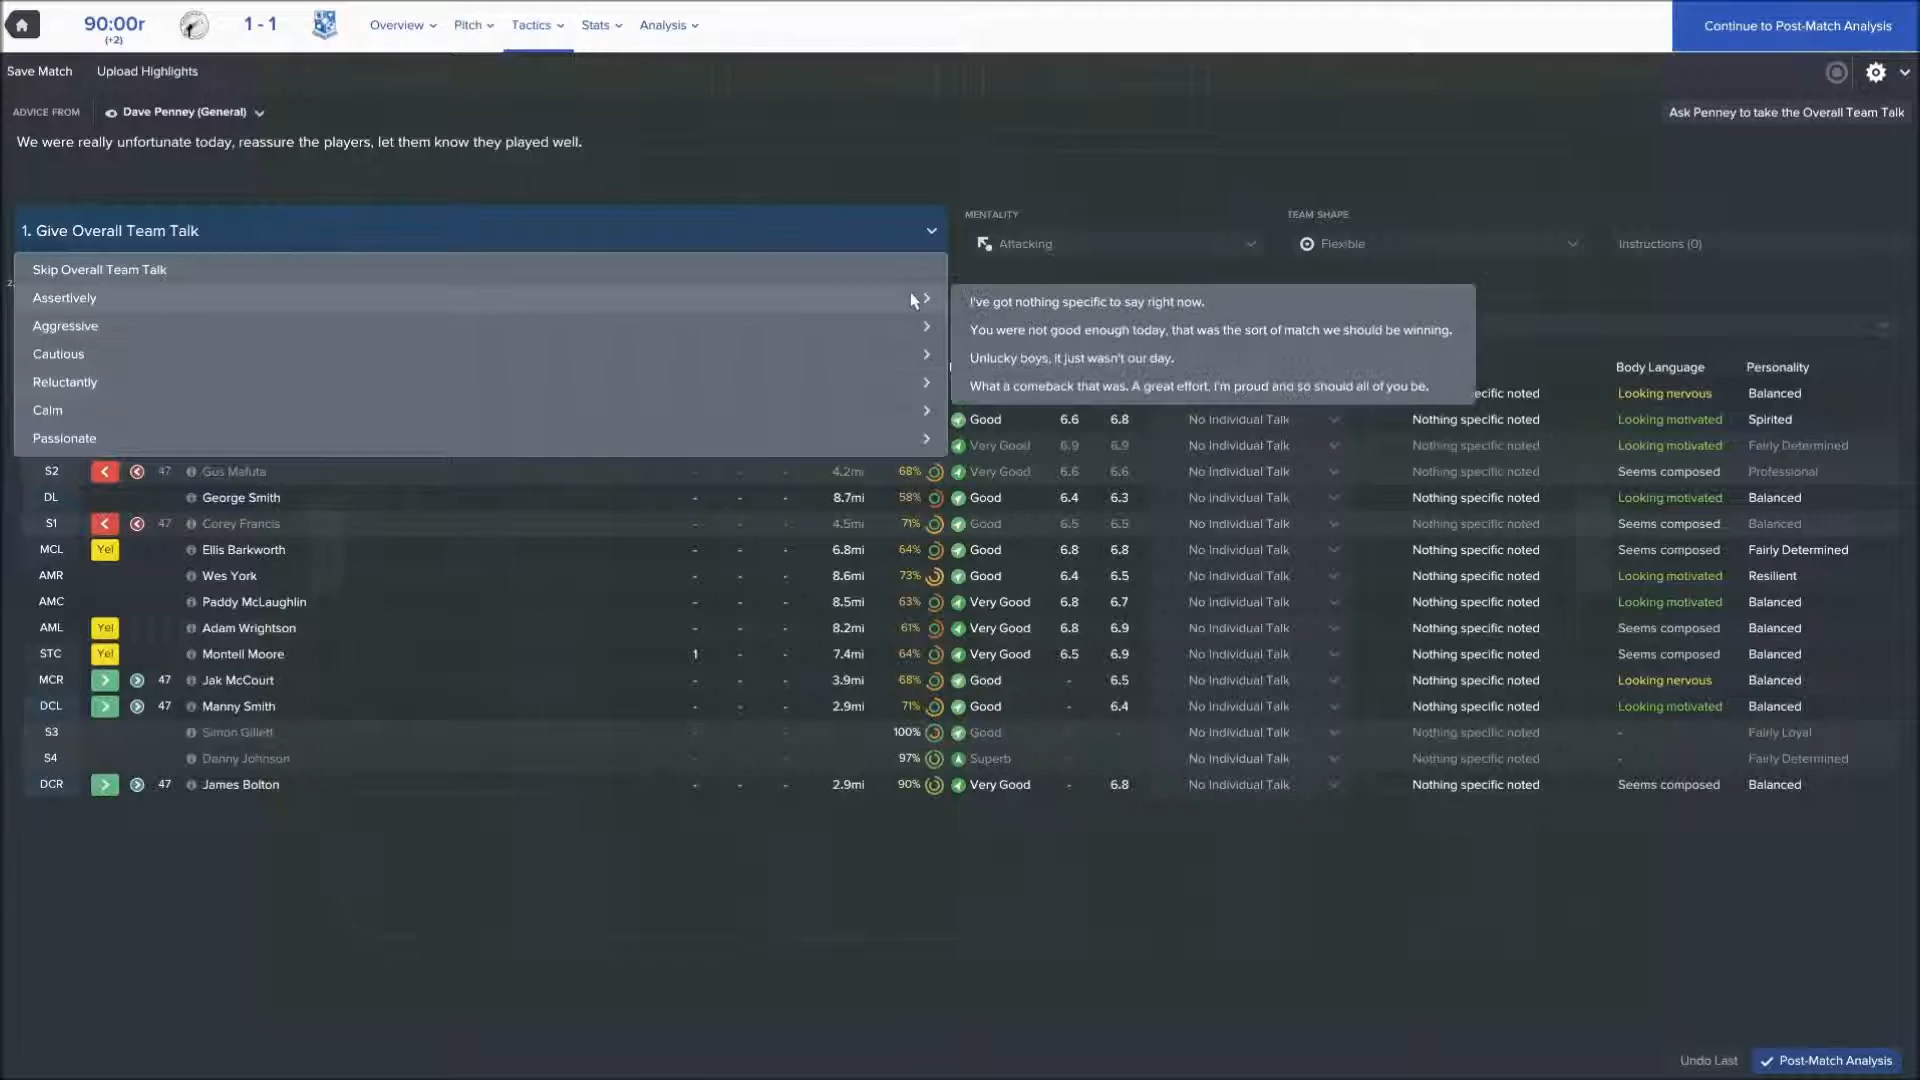 90:00r
(+2)
1 - 1
Overview
Pitch
Tactics
Stats
Analysis
Continue to Post-Match Analysis
Save Match
Upload Highlights
ADVICE FROM
Dave Penney (General)
Ask Penney to take the Overall Team Talk
We were really unfortunate today, reassure the players, let them know they played well.
1. Give Overall Team Talk
MENTALITY
Attacking
TEAM SHAPE
Flexible
Instructions (0)
Skip Overall Team Talk
Assertively
Aggressive
Cautious
Reluctantly
Calm
Passionate
I've got nothing specific to say right now.
You were not good enough today, that was the sort of match we should be winning.
Unlucky boys, it just wasn't our day.
What a comeback that was. A great effort. I'm proud and so should all of you be.
Body Language Personality
noted Looking nervous Balanced
Good 6.6 6.8 No Individual Talk Nothing specific noted Looking motivated Spirited
Very Good 6.9 6.9 No Individual Talk Nothing specific noted Looking motivated Fairly Determined
S2 47 Gus Mafuta - - - 4.2mi 68% Very Good 6.6 6.6 No Individual Talk Nothing specific noted Seems composed Professional
DL George Smith - - - 8.7mi 58% Good 6.4 6.3 No Individual Talk Nothing specific noted Looking motivated Balanced
S1 47 Corey Francis - - - 4.5mi 71% Good 6.5 6.5 No Individual Talk Nothing specific noted Seems composed Balanced
MCL Yel Ellis Barkworth - - - 6.8mi 64% Good 6.8 6.8 No Individual Talk Nothing specific noted Seems composed Fairly Determined
AMR Wes York - - - 8.6mi 73% Good 6.4 6.5 No Individual Talk Nothing specific noted Looking motivated Resilient
AMC Paddy McLaughlin - - - 8.5mi 63% Very Good 6.8 6.7 No Individual Talk Nothing specific noted Looking motivated Balanced
AML Yel Adam Wrightson - - - 8.2mi 61% Very Good 6.8 6.9 No Individual Talk Nothing specific noted Seems composed Balanced
STC Yel Montell Moore 1 - - 7.4mi 64% Very Good 6.5 6.9 No Individual Talk Nothing specific noted Seems composed Balanced
MCR 47 Jak McCourt - - - 3.9mi 68% Good - 6.5 No Individual Talk Nothing specific noted Looking nervous Balanced
DCL 47 Manny Smith - - - 2.9mi 71% Good - 6.4 No Individual Talk Nothing specific noted Looking motivated Balanced
S3 Simon Gillett - - - 100% Good - - No Individual Talk Nothing specific noted - Fairly Loyal
S4 Danny Johnson - - - 97% Superb - - No Individual Talk Nothing specific noted - Fairly Determined
DCR 47 James Bolton - - - 2.9mi 90% Very Good - 6.8 No Individual Talk Nothing specific noted Seems composed Balanced
Undo Last
Post-Match Analysis